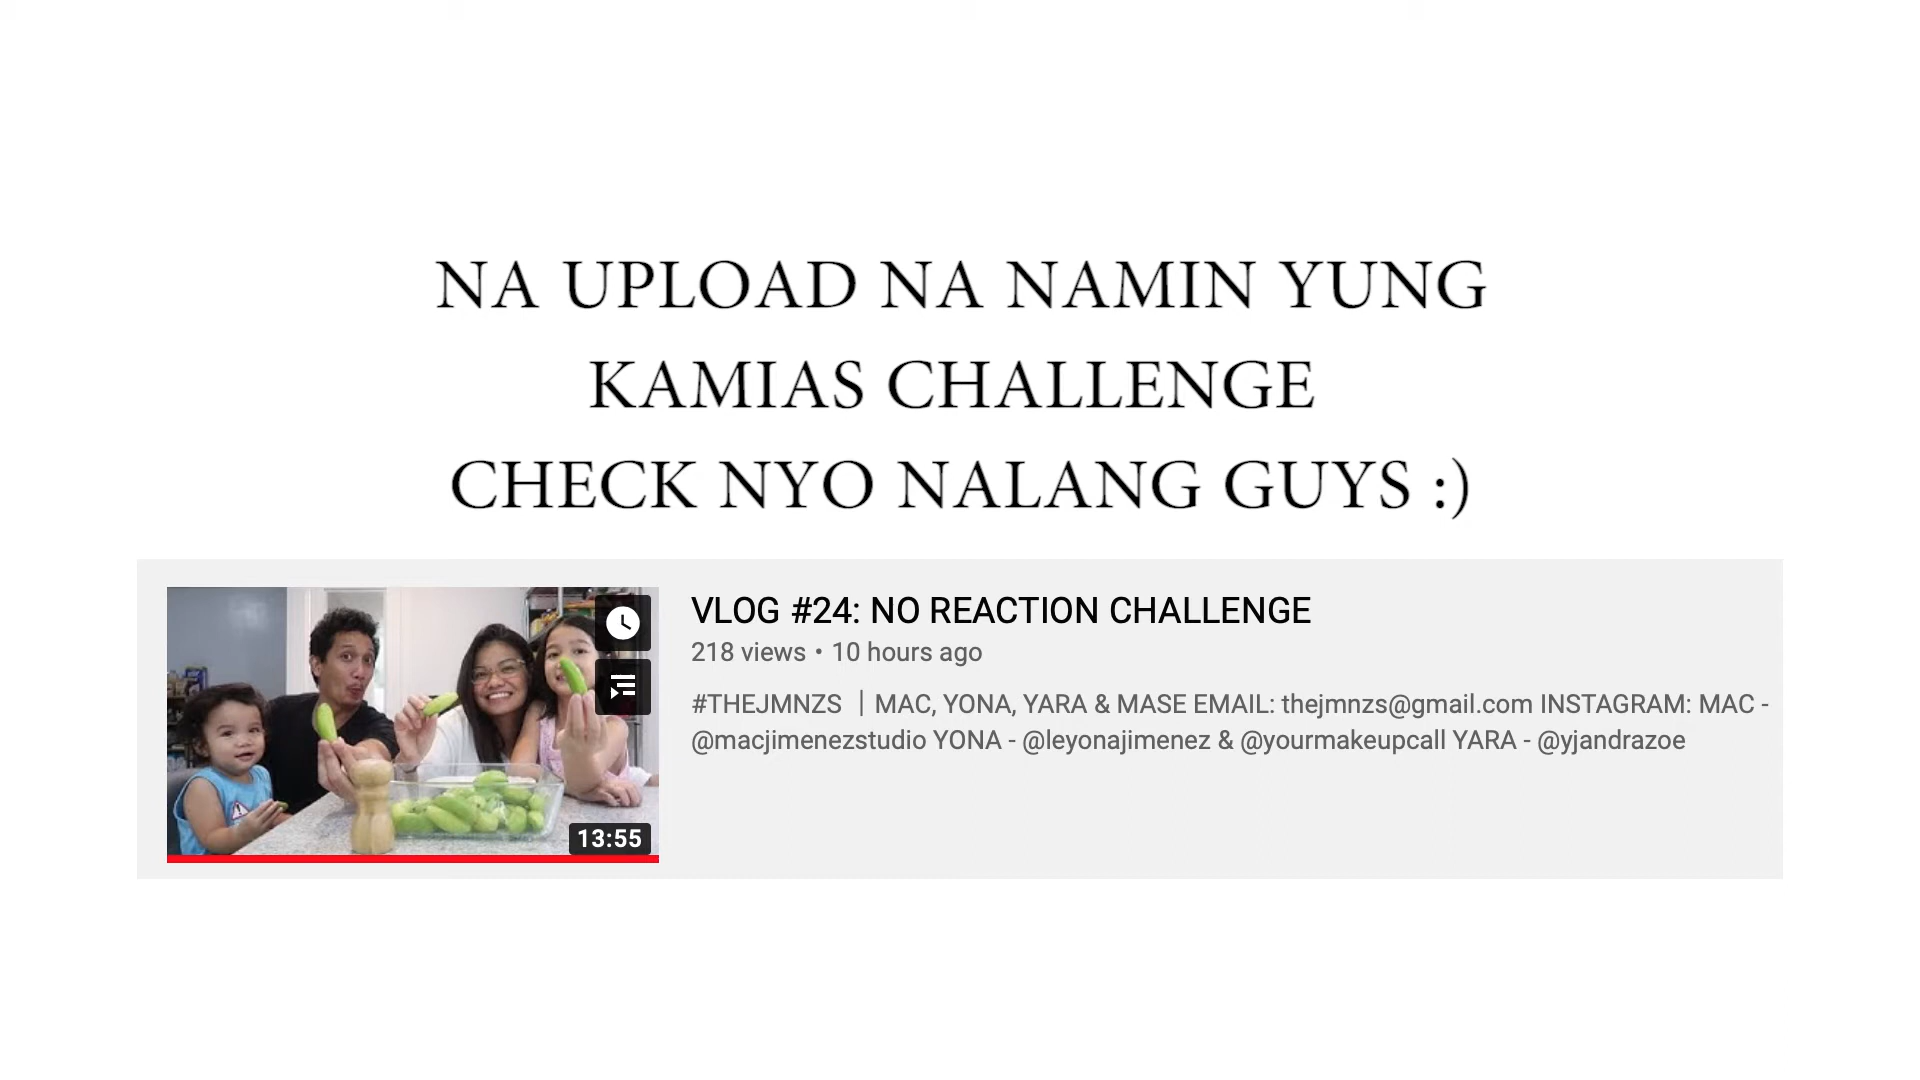 NA UPLOAD NA NAMIN YUNG
KAMIAS CHALLENGE
CHECK NYO NALANG GUYS :)
VLOG #24: NO REACTION CHALLENGE
218 views • 10 hours ago
#THEJMNZS | MAC, YONA, YARA & MASE EMAIL: thejmnzs@gmail.com INSTAGRAM: MAC -
@macjimenezstudio YONA - @leyonajimenez & @yourmakeupcall YARA - @yjandrazoe
13:55